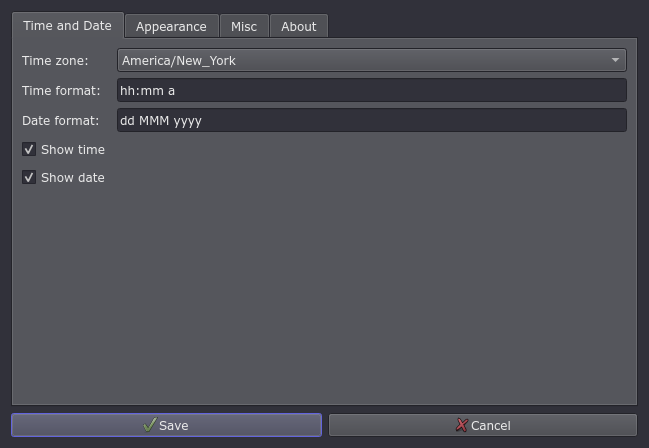 Time and Date Appearance Misc About
Time zone: America/New_York
Time format: hh:mm a
Date format: dd MMM yyyy
Show time
Show date
Save Cancel